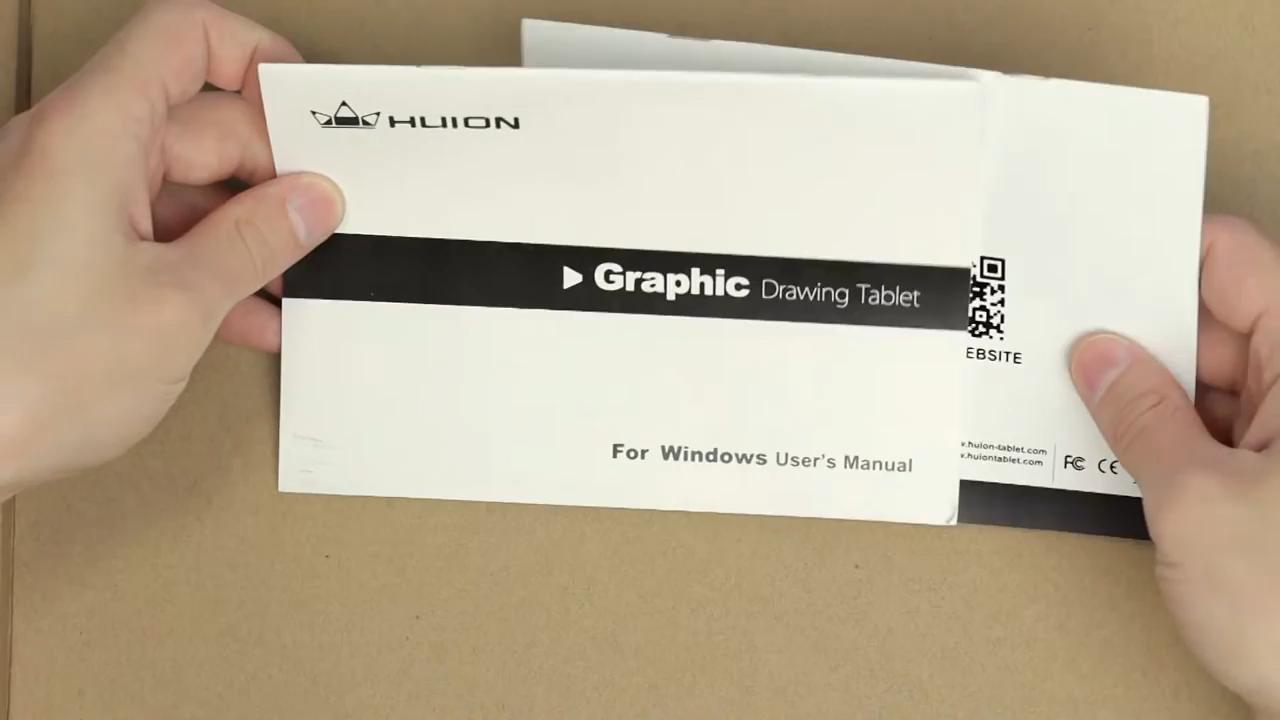 HUION
Graphic Drawing Tablet
For Windows User's Manual
EBSITE
w.huion-tablet.com
w.huiontablet.com
FC CE